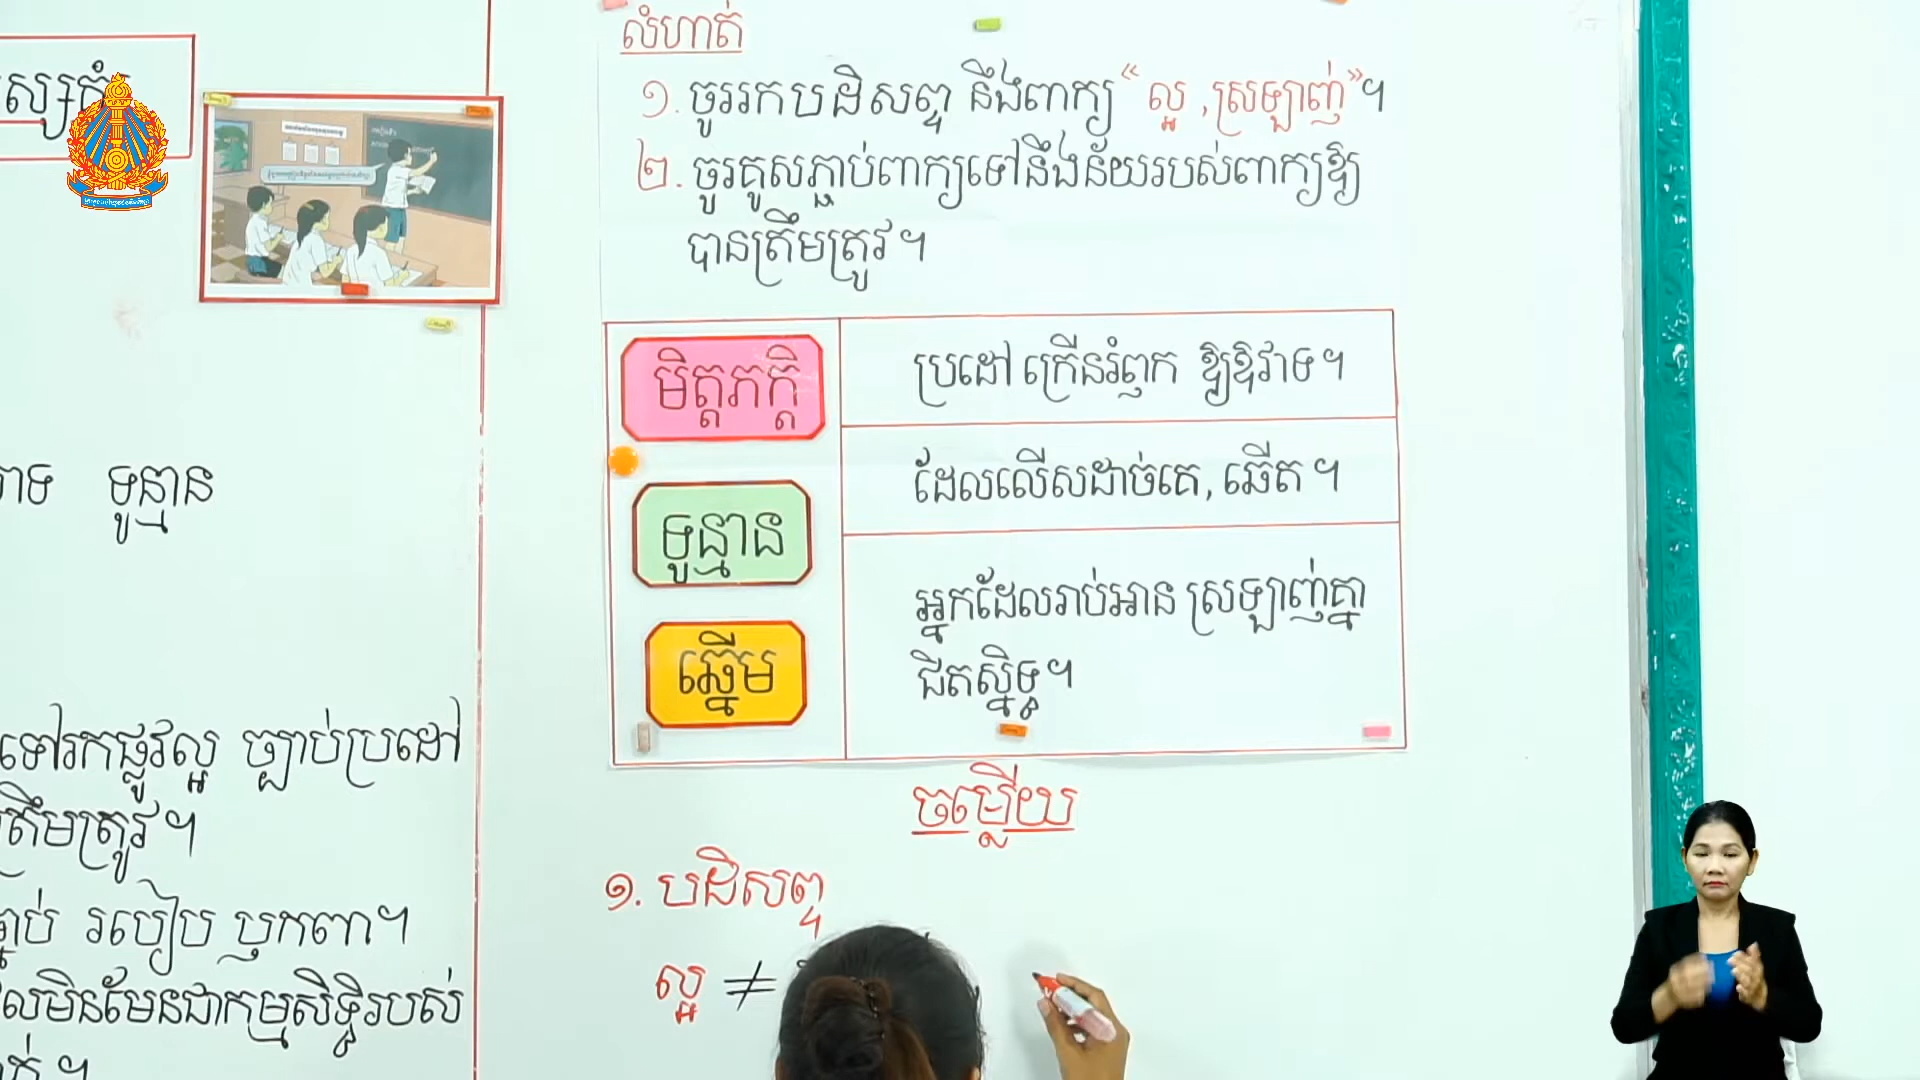 ទូន្មាន
ទៅរកផ្លូវល្អ ច្បាប់ប្រដៅ
ត្រឹមត្រូវ។
របៀប ឬកពា។
មិនមែនជាកម្មសិទ្ធិរបស់
លំហាត់
១. ចូររកបដិសព្ទ នឹងពាក្យ “ល្អ , ស្រឡាញ់”។
២. ចូរគូសភ្ជាប់ពាក្យទៅនឹងន័យរបស់ពាក្យឱ្យ
បានត្រឹមត្រូវ។
មិត្តភក្តិ
ប្រដៅ ក្រើនរំឭក ឱ្យឱវាទ។
ទូន្មាន
ដែលលើសដាច់គេ, ឆើត។
ឆ្នើម
អ្នកដែលរាប់អាន ស្រឡាញ់គ្នា
ជិតស្និទ្ធ។
ចម្លើយ
១. បដិសព្ទ
ល្អ ≠